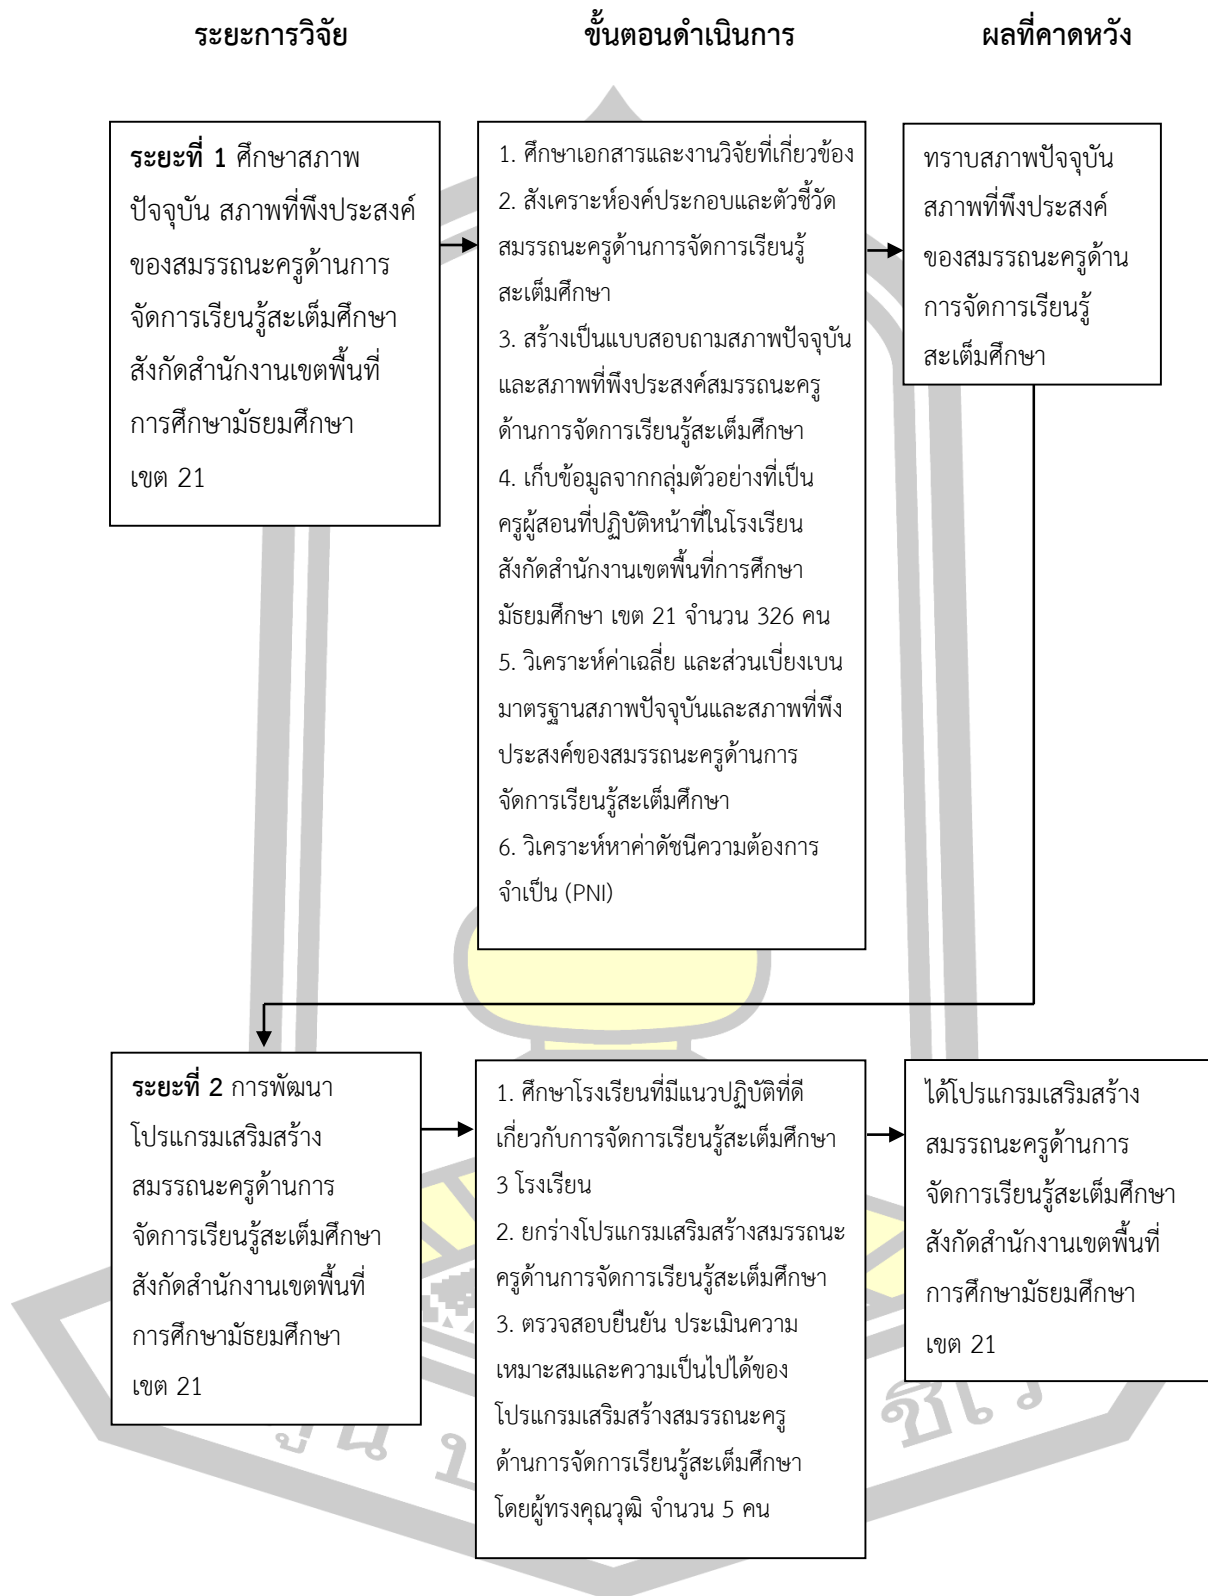 ระยะการวิจัย
ขั้นตอนดำเนินการ
ผลที่คาดหวัง
ระยะที่ 1 ศึกษาสภาพ
ปัจจุบัน สภาพที่พึงประสงค์
ของสมรรถนะครูด้านการ
จัดการเรียนรู้สะเต็มศึกษา
สังกัดสำนักงานเขตพื้นที่
การศึกษามัธยมศึกษา
เขต 21
1. ศึกษาเอกสารและงานวิจัยที่เกี่ยวข้อง
2. สังเคราะห์องค์ประกอบและตัวชี้วัด
สมรรถนะครูด้านการจัดการเรียนรู้
สะเต็มศึกษา
3. สร้างเป็นแบบสอบถามสภาพปัจจุบัน
และสภาพที่พึงประสงค์สมรรถนะครู
ด้านการจัดการเรียนรู้สะเต็มศึกษา
4. เก็บข้อมูลจากกลุ่มตัวอย่างที่เป็น
ครูผู้สอนที่ปฏิบัติหน้าที่ในโรงเรียน
สังกัดสำนักงานเขตพื้นที่การศึกษา
มัธยมศึกษา เขต 21 จำนวน 326 คน
5. วิเคราะห์ค่าเฉลี่ย และส่วนเบี่ยงเบน
มาตรฐานสภาพปัจจุบันและสภาพที่พึง
ประสงค์ของสมรรถนะครูด้านการ
จัดการเรียนรู้สะเต็มศึกษา
6. วิเคราะห์หาค่าดัชนีความต้องการ
จำเป็น (PNI)
ทราบสภาพปัจจุบัน
สภาพที่พึงประสงค์
ของสมรรถนะครูด้าน
การจัดการเรียนรู้
สะเต็มศึกษา
ระยะที่ 2 การพัฒนา
โปรแกรมเสริมสร้าง
สมรรถนะครูด้านการ
จัดการเรียนรู้สะเต็มศึกษา
สังกัดสำนักงานเขตพื้นที่
การศึกษามัธยมศึกษา
เขต 21
1. ศึกษาโรงเรียนที่มีแนวปฏิบัติที่ดี
เกี่ยวกับการจัดการเรียนรู้สะเต็มศึกษา
3 โรงเรียน
2. ยกร่างโปรแกรมเสริมสร้างสมรรถนะ
ครูด้านการจัดการเรียนรู้สะเต็มศึกษา
3. ตรวจสอบยืนยัน ประเมินความ
เหมาะสมและความเป็นไปได้ของ
โปรแกรมเสริมสร้างสมรรถนะครู
ด้านการจัดการเรียนรู้สะเต็มศึกษา
โดยผู้ทรงคุณวุฒิ จำนวน 5 คน
ได้โปรแกรมเสริมสร้าง
สมรรถนะครูด้านการ
จัดการเรียนรู้สะเต็มศึกษา
สังกัดสำนักงานเขตพื้นที่
การศึกษามัธยมศึกษา
เขต 21